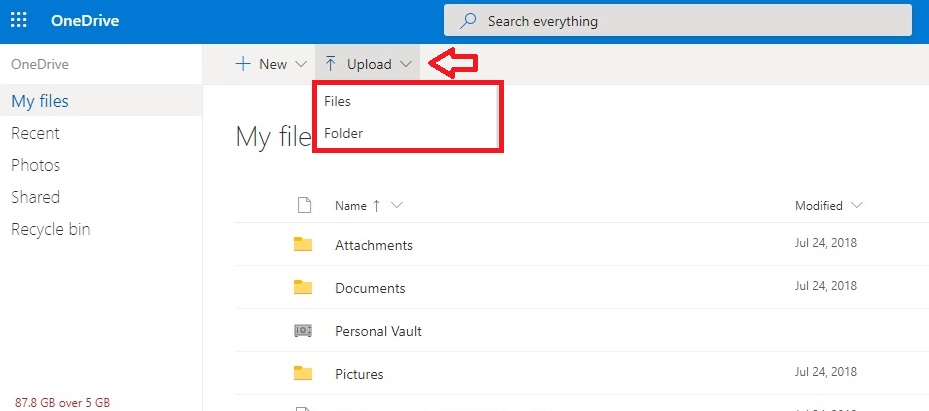 OneDrive
Search everything
OneDrive
New
Upload
My files
Files
Recent
Folder
My file
Photos
Shared
Name
Modified
Recycle bin
Attachments
Jul 24, 2018
Documents
Jul 24, 2018
Personal Vault
Pictures
Jul 24, 2018
87.8 GB over 5 GB